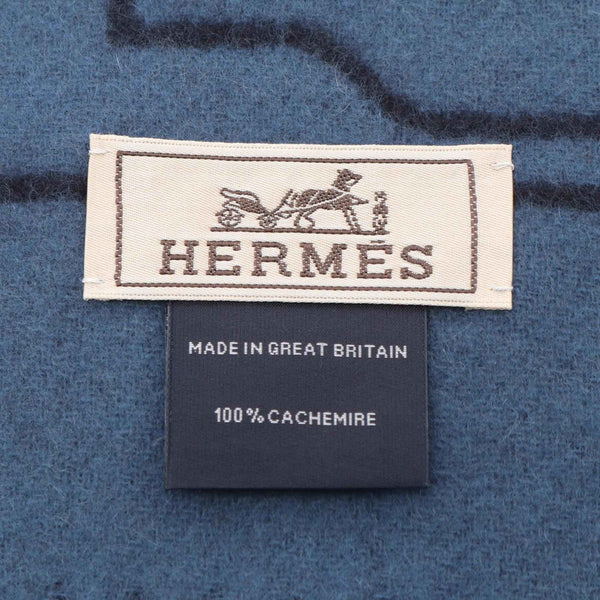 HERMÈS
MADE IN GREAT BRITAIN
100% CACHEMIRE